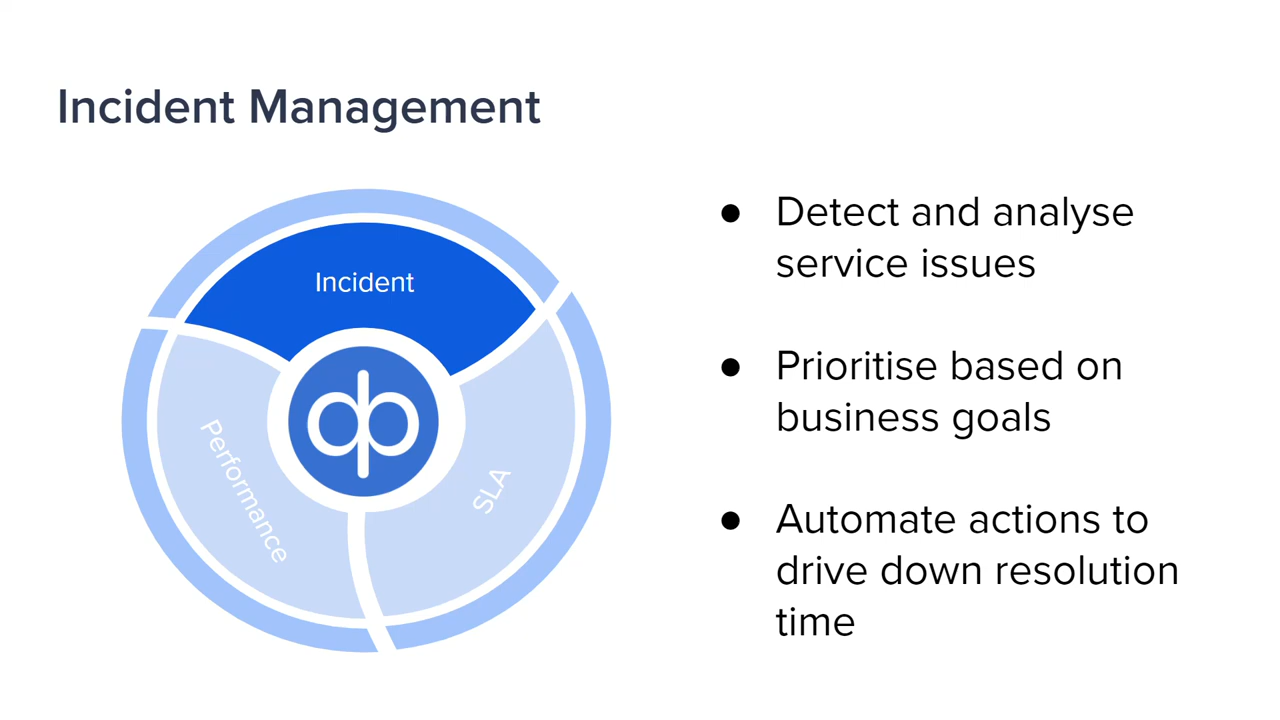 Incident Management
Incident
Performance
SLA
● Detect and analyse
service issues
● Prioritise based on
business goals
● Automate actions to
drive down resolution
time